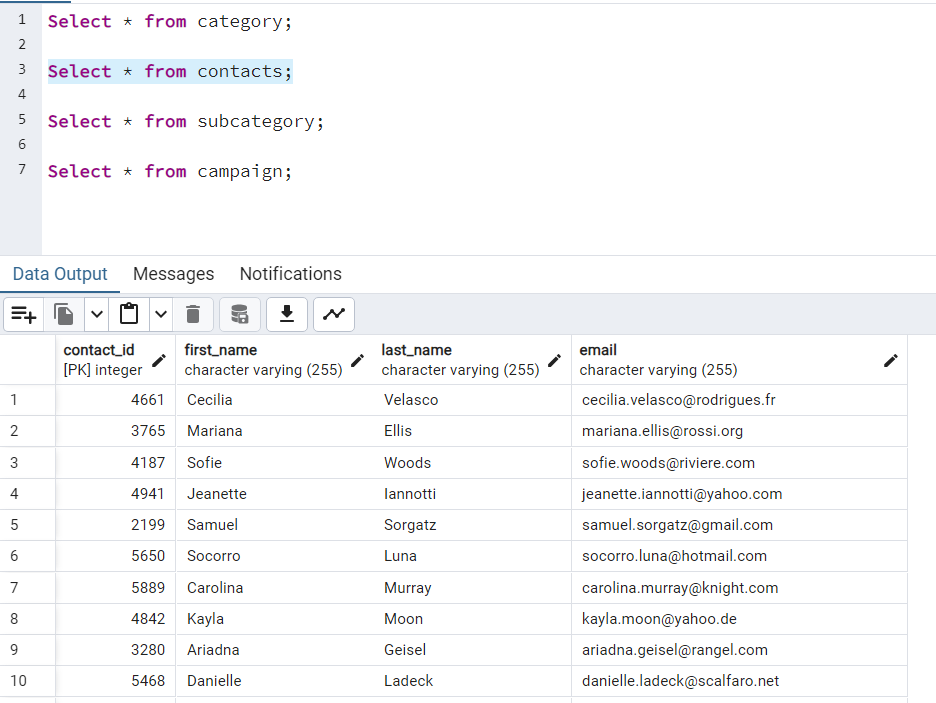 1 Select * from category;
2
3 Select * from contacts;
4
5 Select * from subcategory;
6
7 Select * from campaign;
Data Output Messages Notifications
contact_id first_name last_name email
[PK] integer character varying (255) character varying (255) character varying (255)
1 4661 Cecilia Velasco cecilia.velasco@rodrigues.fr
2 3765 Mariana Ellis mariana.ellis@rossi.org
3 4187 Sofie Woods sofie.woods@riviere.com
4 4941 Jeanette Iannotti jeanette.iannotti@yahoo.com
5 2199 Samuel Sorgatz samuel.sorgatz@gmail.com
6 5650 Socorro Luna socorro.luna@hotmail.com
7 5889 Carolina Murray carolina.murray@knight.com
8 4842 Kayla Moon kayla.moon@yahoo.de
9 3280 Ariadna Geisel ariadna.geisel@rangel.com
10 5468 Danielle Ladeck danielle.ladeck@scalfaro.net